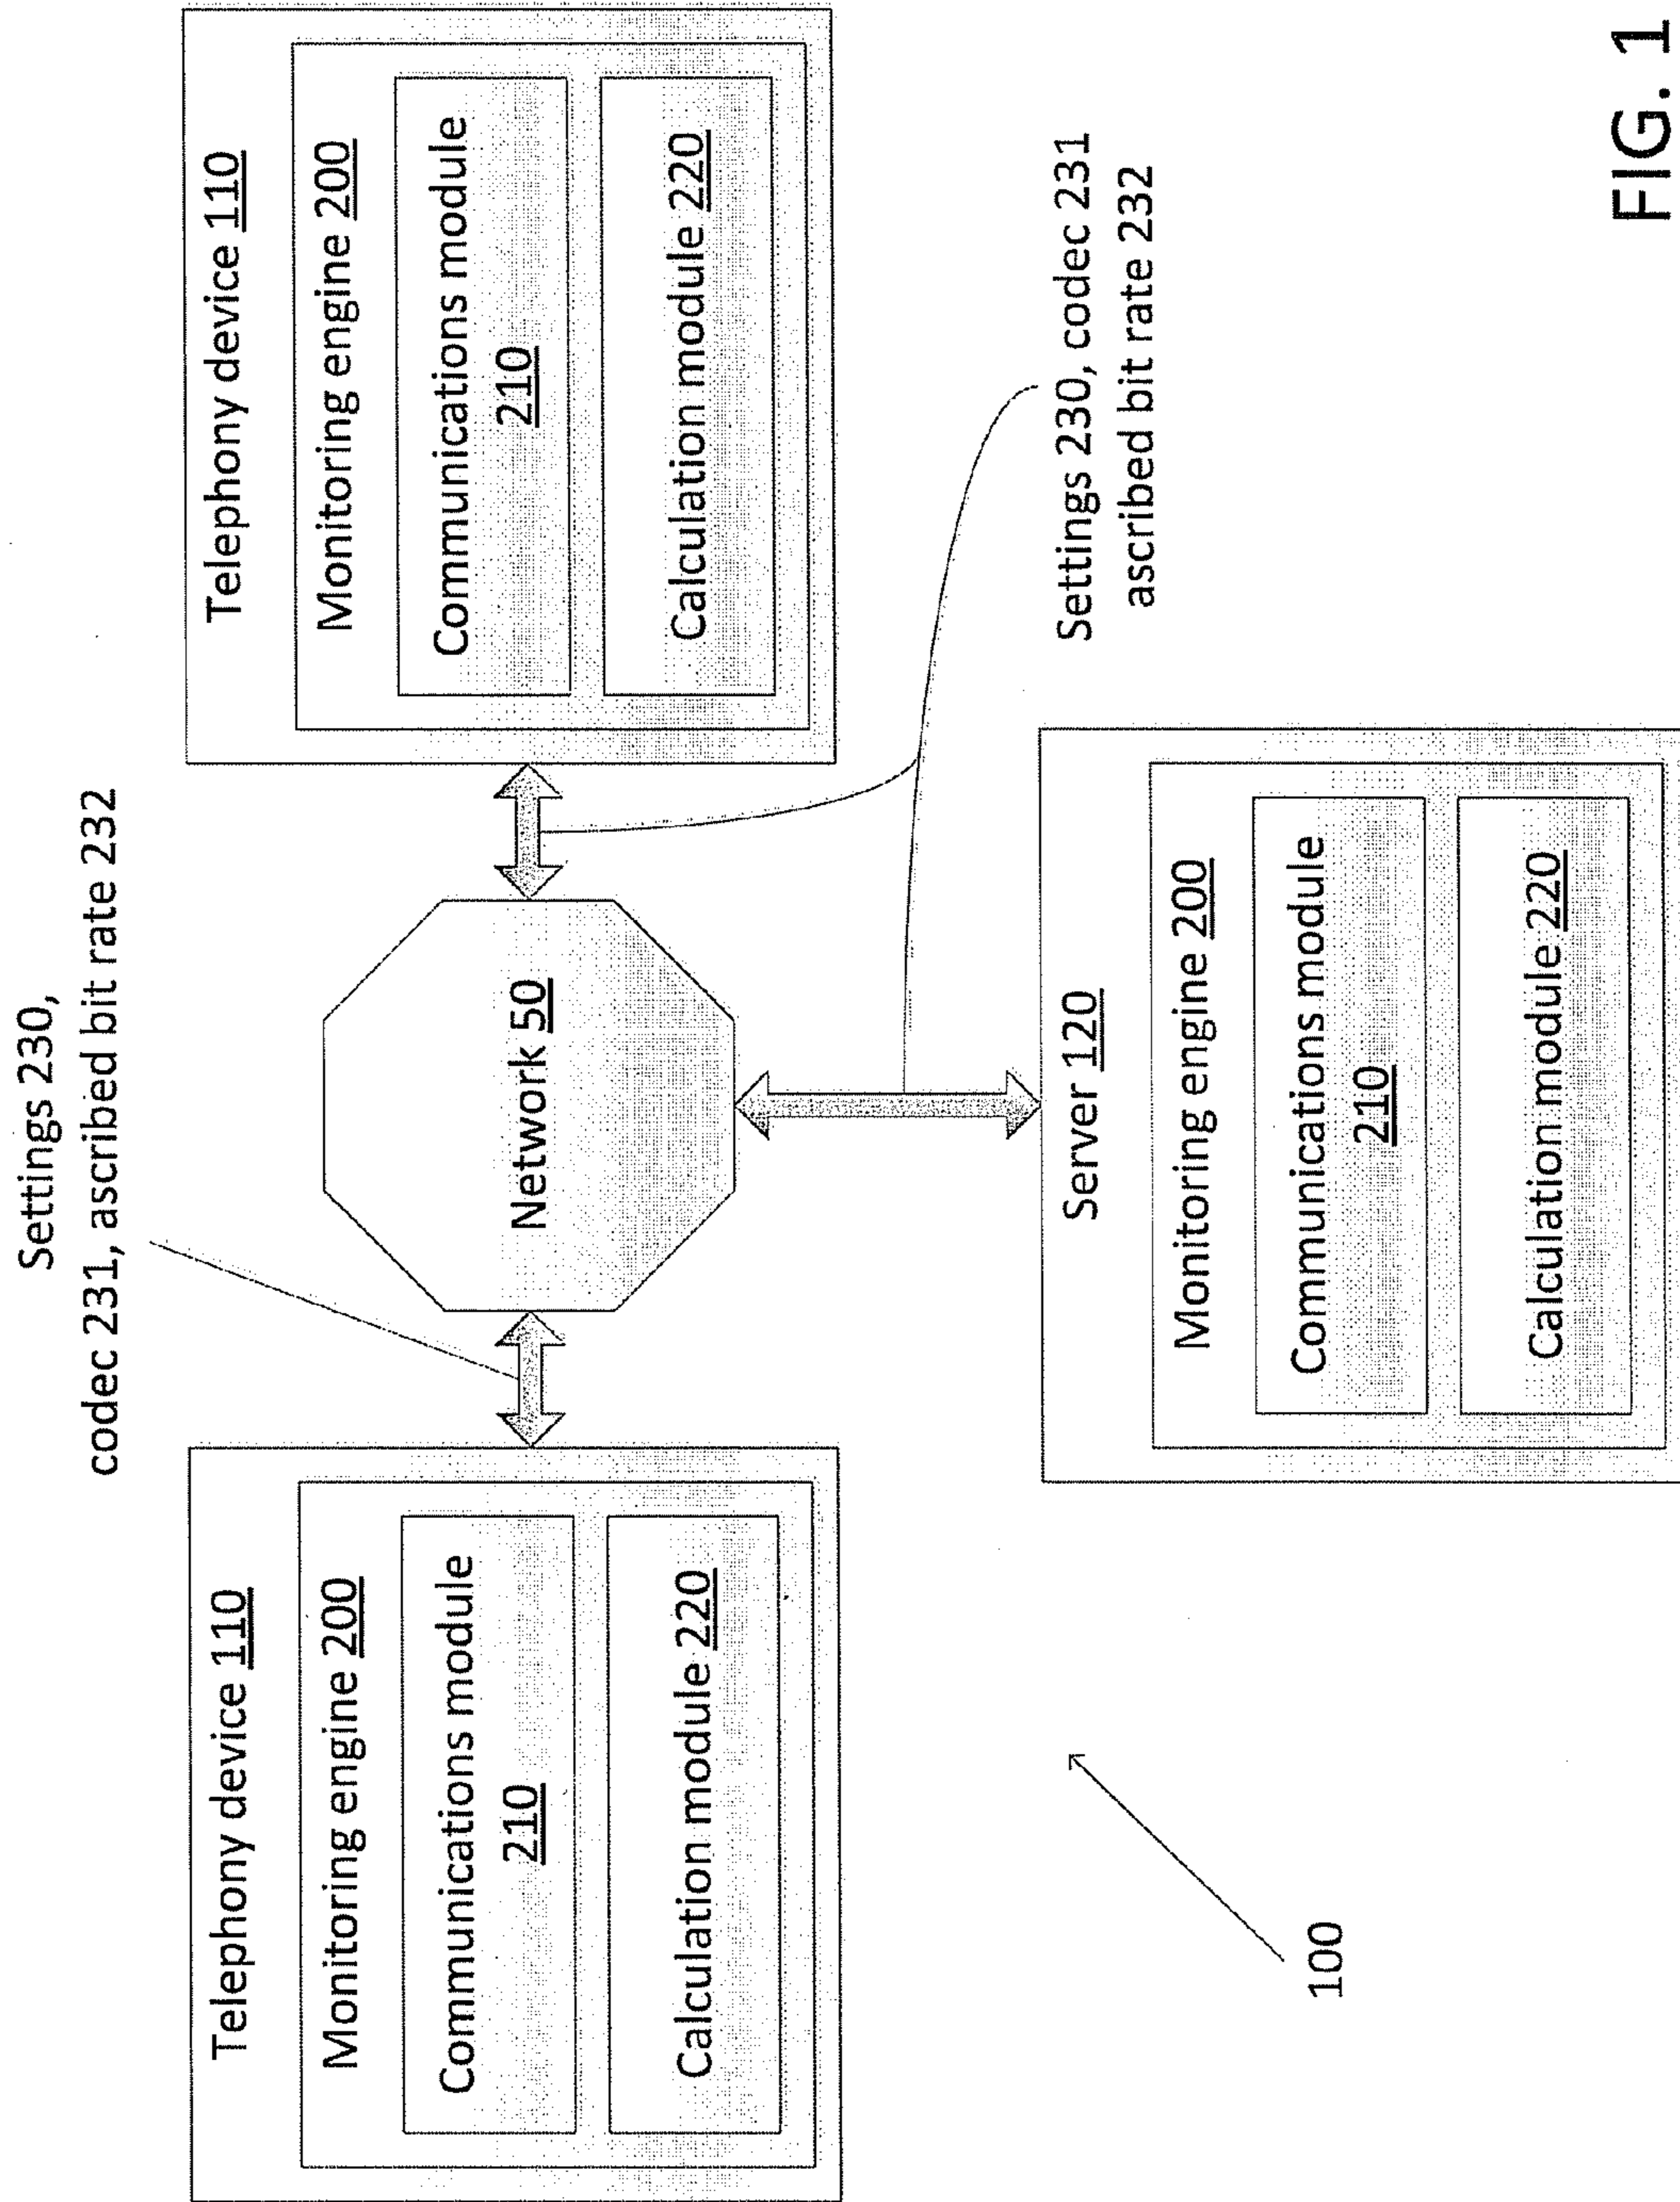 Settings 230,
codec 231, ascribed bit rate 232
Telephony device 110
Monitoring engine 200
Communications module
210
Calculation module 220
Network 50
Telephony device 110
Monitoring engine 200
Communications module
210
Calculation module 220
Settings 230, codec 231
ascribed bit rate 232
Server 120
Monitoring engine 200
Communications module
210
Calculation module 220
100
FIG. 1